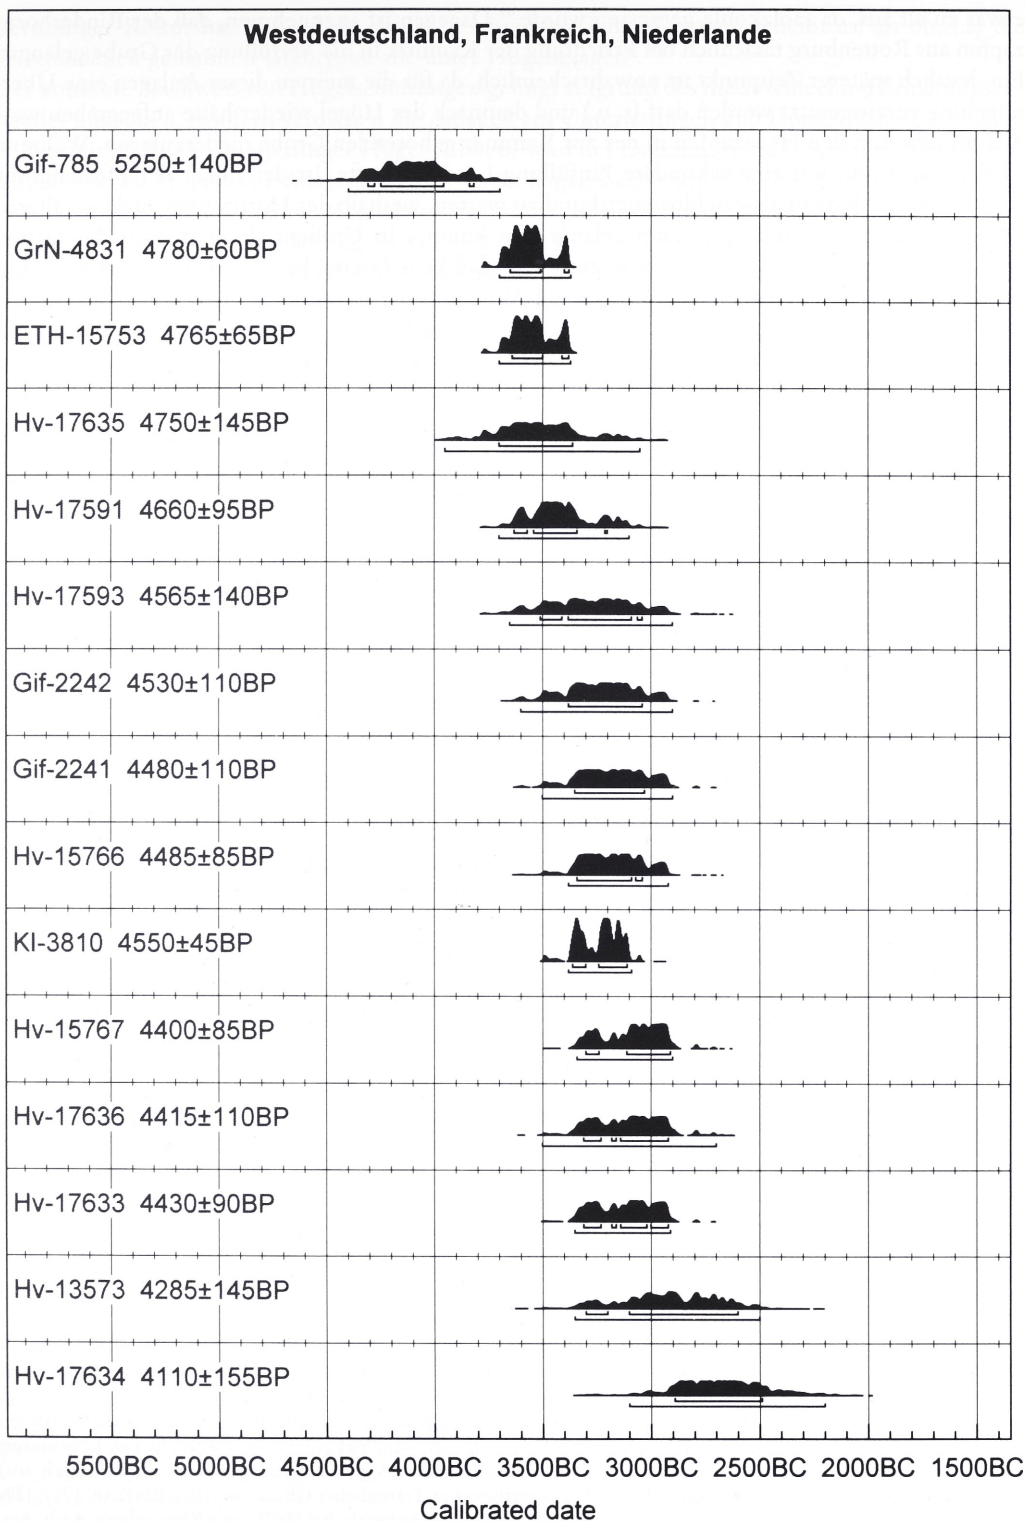 Westdeutschland, Frankreich, Niederlande
Gif-785 5250±140BP
GrN-4831 4780±60BP
ETH-15753 4765±65BP
Hv-17635 4750±145BP
Hv-17591 4660±95BP
Hv-17593 4565±140BP
Gif-2242 4530±110BP
Gif-2241 4480±110BP
Hv-15766 4485±85BP
KI-3810 4550±45BP
Hv-15767 4400±85BP
Hv-17636 4415±110BP
Hv-17633 4430±90BP
Hv-13573 4285±145BP
Hv-17634 4110±155BP
5500BC 5000BC 4500BC 4000BC 3500BC 3000BC 2500BC 2000BC 1500BC
Calibrated date